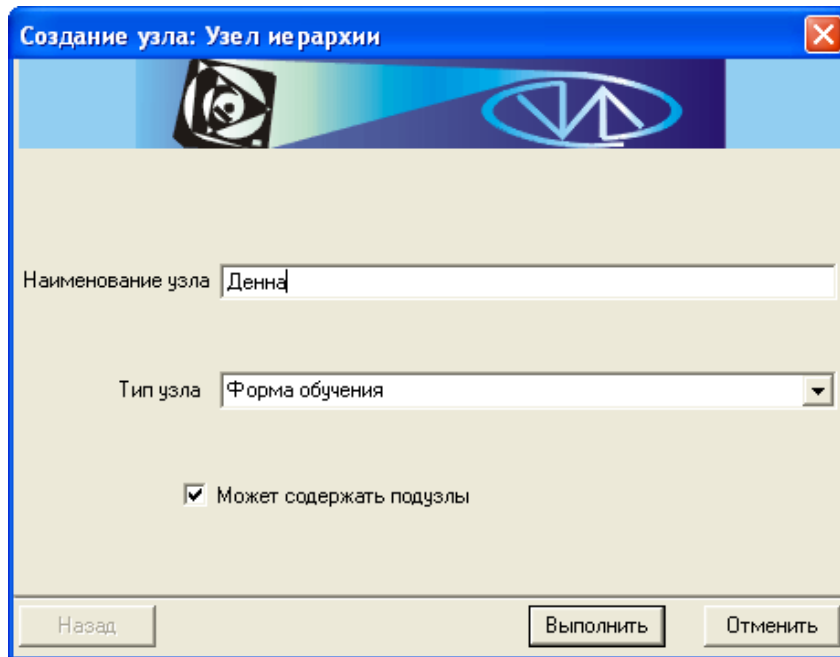 Создание узла: Узел иерархии
Наименование узла Денна
Тип узла Форма обучения
Может содержать подузлы
Назад Выполнить Отменить